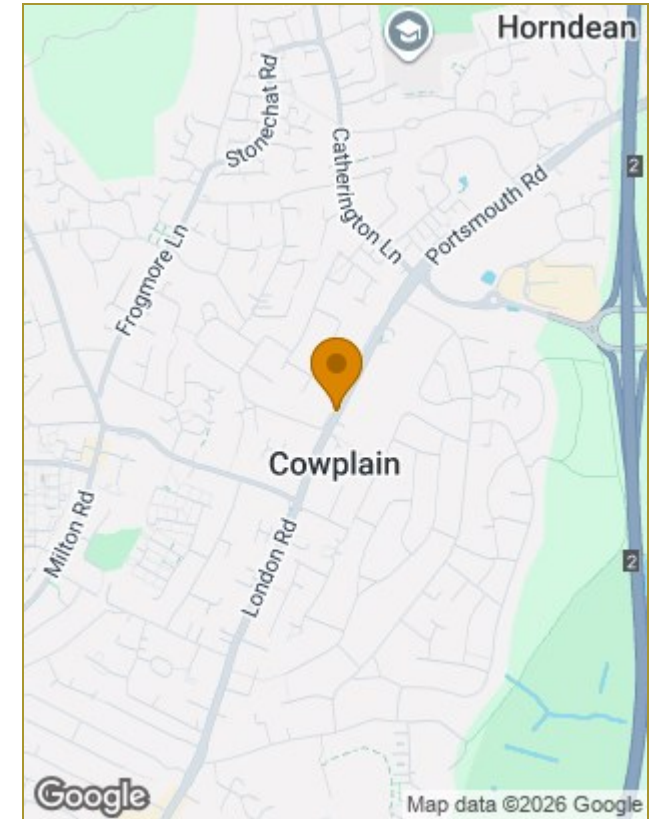 Horndean
Stonechat Rd
Catherington Ln
Portsmouth Rd
2
Frogmore Ln
Cowplain
Milton Rd
London Rd
2
Google
Map data ©2026 Google